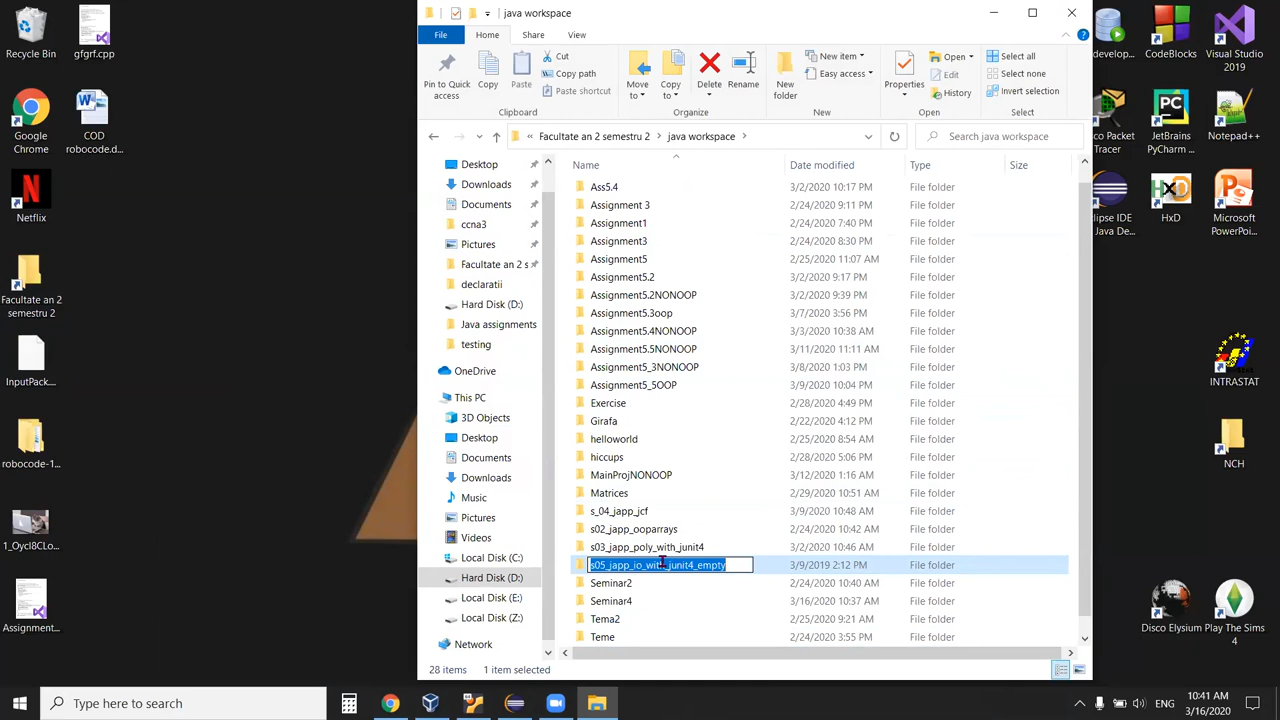 java workspace
File Home Share View
Pin to Quick access
Copy
Paste
Cut
Copy path
Paste shortcut
Clipboard
Move to
Copy to
Delete
Rename
Organize
New folder
New item
Easy access
New
Properties
Open
Edit
History
Open
Select all
Select none
Invert selection
Select
« Facultate an 2 semestru 2 > java workspace >
Search java workspace
Name Date modified Type Size
Desktop
Downloads
Documents
ccna3
Pictures
Facultate an 2 s
declaratii
Hard Disk (D:)
Java assignments
testing
OneDrive
This PC
3D Objects
Desktop
Documents
Downloads
Music
Pictures
Videos
Local Disk (C:)
Hard Disk (D:)
Local Disk (E:)
Local Disk (Z:)
Network
Ass5.4 3/2/2020 10:17 PM File folder
Assignment 3 2/24/2020 9:11 PM File folder
Assignment1 2/24/2020 7:40 PM File folder
Assignment3 2/24/2020 8:30 PM File folder
Assignment5 2/25/2020 11:07 AM File folder
Assignment5.2 3/2/2020 9:17 PM File folder
Assignment5.2NONOOP 3/2/2020 9:39 PM File folder
Assignment5.3oop 3/7/2020 3:56 PM File folder
Assignment5.4NONOOP 3/3/2020 10:38 AM File folder
Assignment5.5NONOOP 3/11/2020 11:11 AM File folder
Assignment5_3NONOOP 3/8/2020 1:03 PM File folder
Assignment5_5OOP 3/9/2020 10:04 PM File folder
Exercise 2/28/2020 4:49 PM File folder
Girafa 2/22/2020 4:12 PM File folder
helloworld 2/25/2020 8:54 AM File folder
hiccups 2/28/2020 5:06 PM File folder
MainProjNONOOP 3/12/2020 1:16 AM File folder
Matrices 2/29/2020 10:51 AM File folder
s_04_japp_jcf 3/9/2020 10:48 AM File folder
s02_japp_ooparrays 2/24/2020 10:42 AM File folder
s03_japp_poly_with_junit4 3/2/2020 10:46 AM File folder
s05_japp_io_with_junit4_empty 3/9/2019 2:12 PM File folder
Seminar2 2/24/2020 10:40 AM File folder
Seminar4 3/16/2020 10:37 AM File folder
Tema2 2/25/2020 9:21 AM File folder
Teme 2/24/2020 3:55 PM File folder
28 items 1 item selected
Recycle Bin
gfgrf.cpp
Google Chrome
COD robocode.d...
Netflix
Facultate an 2 semestru 2
InputPack...
robocode-1...
1_Oycl8CLo...
Assignment...
CodeBlocks
Visual Studio 2019
JetBrains
Notepad++
HxD
Microsoft PowerPoi...
INTRASTAT
NCH
Disco Elysium
Play The Sims 4
Type here to search
10:41 AM
3/16/2020